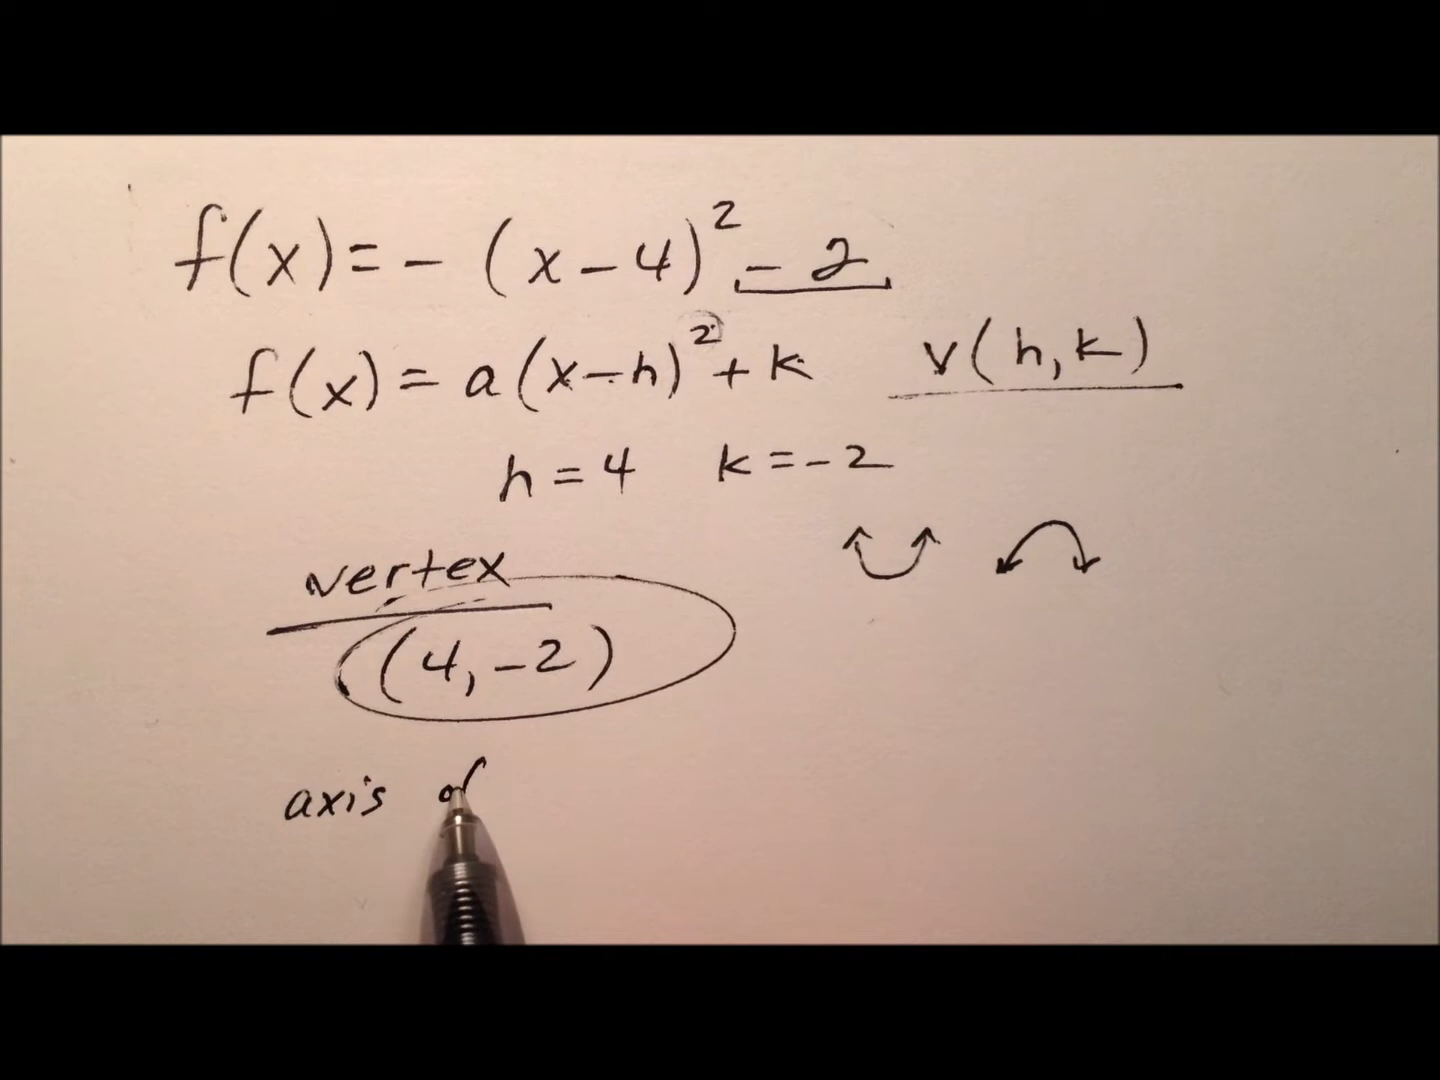 f(x) = - (x - 4)² - 2
f(x) = a(x-h)² + k v(h,k)
h = 4 k = -2
vertex
(4, -2)
axis of